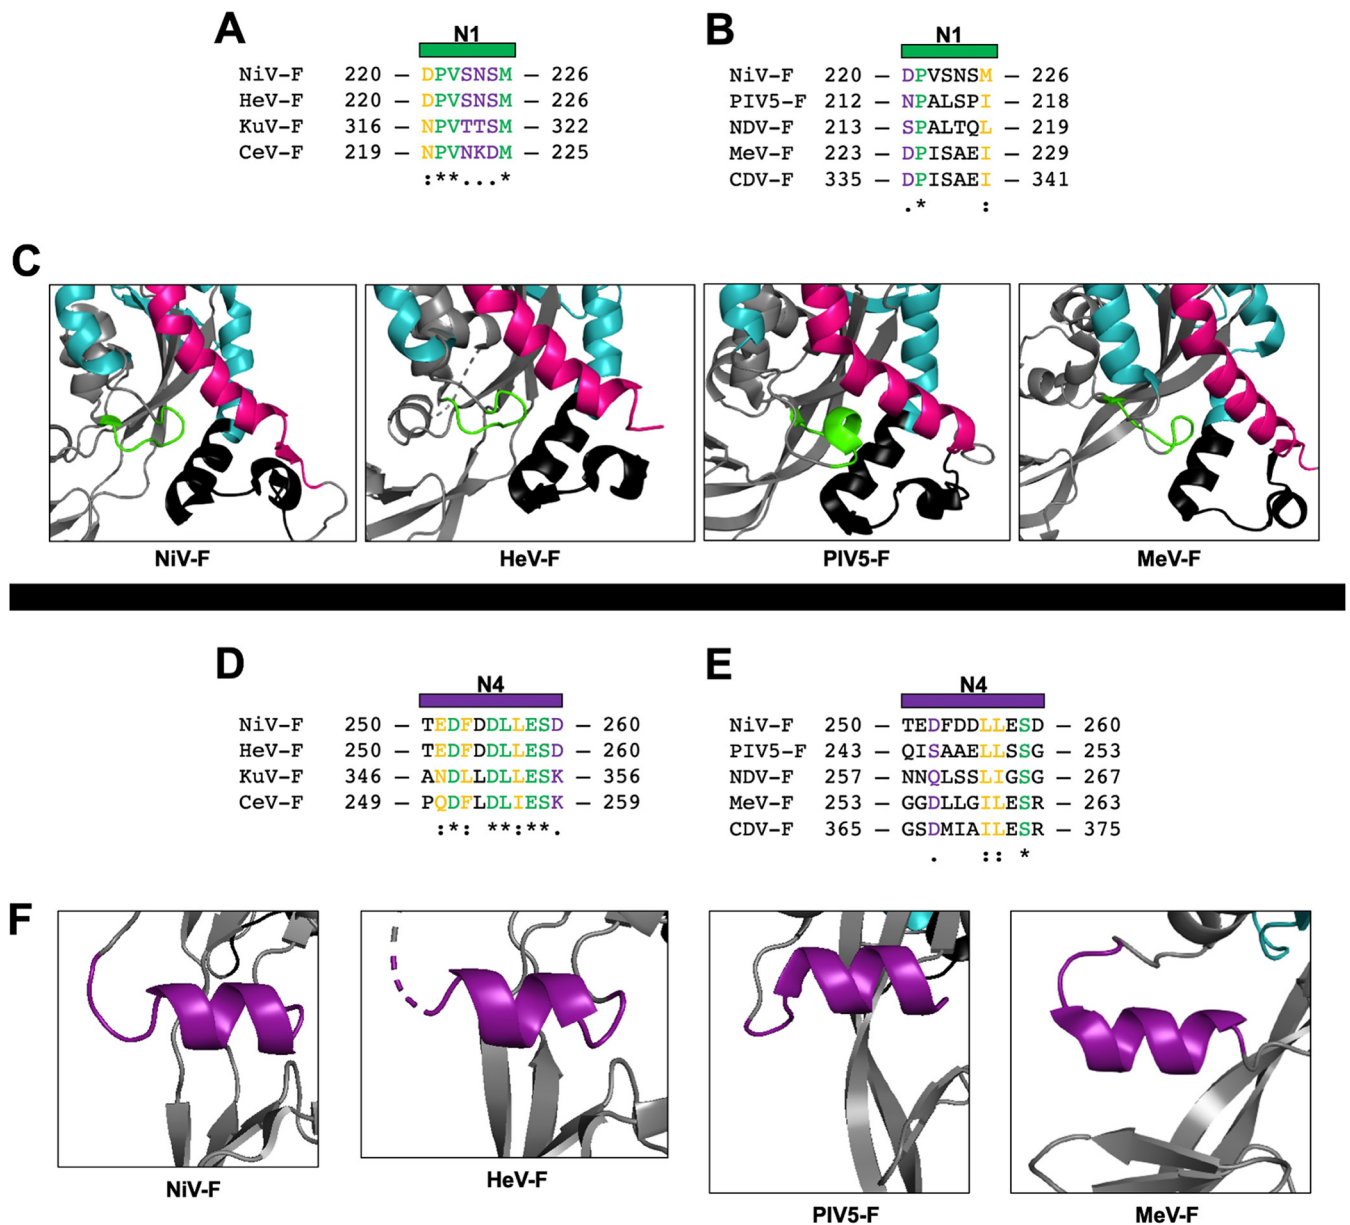 A
N1
NiV-F 220 — DPVSNSM — 226
HeV-F 220 — DPVSNSM — 226
KuV-F 316 — NPVTTSM — 322
CeV-F 219 — NPVNKDM — 225
:**...*
B
N1
NiV-F 220 — DPVSNSM — 226
PIV5-F 212 — NPALSPI — 218
NDV-F 213 — SPALTQL — 219
MeV-F 223 — DPISAEI — 229
CDV-F 335 — DPISAEI — 341
.* :
C
NiV-F HeV-F PIV5-F MeV-F
D
N4
NiV-F 250 — TEDFDDLLESD — 260
HeV-F 250 — TEDFDDLLESD — 260
KuV-F 346 — ANDLLDLLESK — 356
CeV-F 249 — PQDFLDLIESK — 259
:*: **:**.
E
N4
NiV-F 250 — TEDFDDLLESD — 260
PIV5-F 243 — QISAAELLSSG — 253
NDV-F 257 — NNQLSSLIGSG — 267
MeV-F 253 — GGDLLGILESR — 263
CDV-F 365 — GSDMIAILESR — 375
. :: *
F
NiV-F HeV-F PIV5-F MeV-F